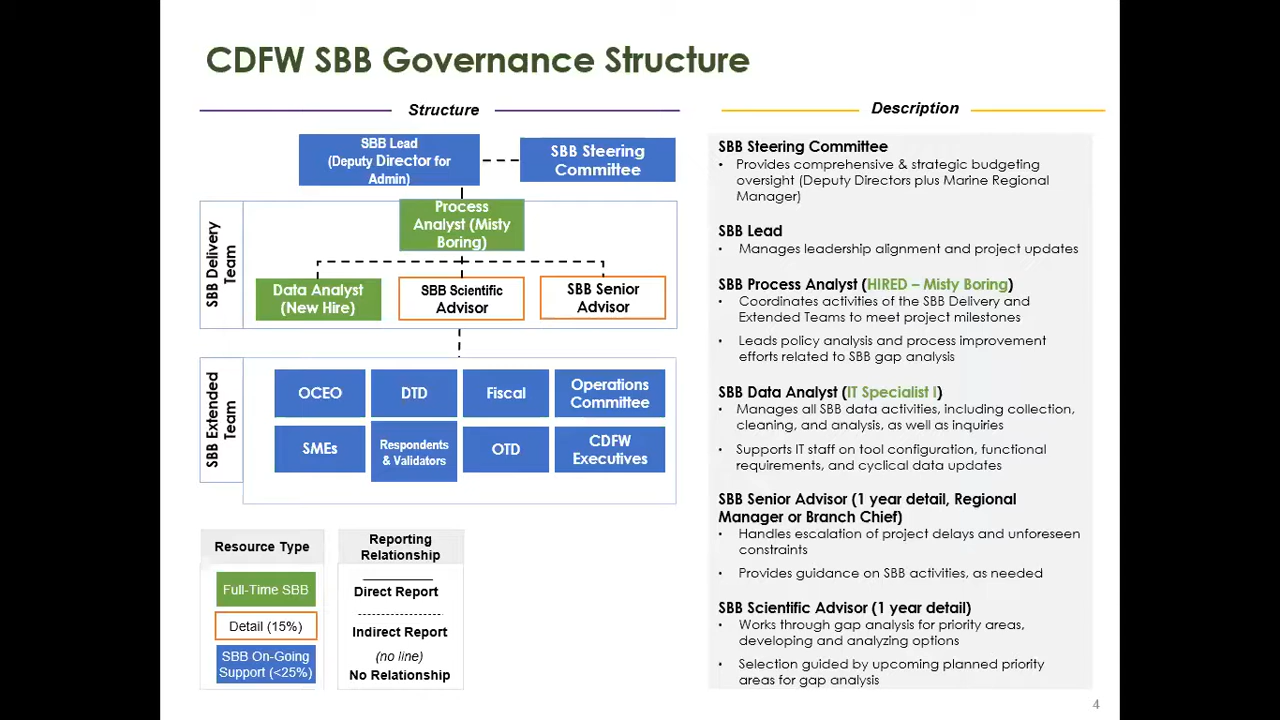 CDFW SBB Governance Structure
Structure
SBB Lead
(Deputy Director for
Admin)
SBB Steering
Committee
Process
Analyst (Misty
Boring)
SBB Delivery
Team
Data Analyst
(New Hire)
SBB Scientific
Advisor
SBB Senior
Advisor
SBB Extended
Team
OCEO
DTD
Fiscal
Operations
Committee
SMEs
Respondents
& Validators
OTD
CDFW
Executives
Resource Type
Full-Time SBB
Detail (15%)
SBB On-Going
Support (<25%)
Reporting
Relationship
Direct Report
Indirect Report
(no line)
No Relationship
Description
SBB Steering Committee
• Provides comprehensive & strategic budgeting
oversight (Deputy Directors plus Marine Regional
Manager)
SBB Lead
• Manages leadership alignment and project updates
SBB Process Analyst (HIRED – Misty Boring)
• Coordinates activities of the SBB Delivery and
Extended Teams to meet project milestones
• Leads policy analysis and process improvement
efforts related to SBB gap analysis
SBB Data Analyst (IT Specialist I)
• Manages all SBB data activities, including collection,
cleaning, and analysis, as well as inquiries
• Supports IT staff on tool configuration, functional
requirements, and cyclical data updates
SBB Senior Advisor (1 year detail, Regional
Manager or Branch Chief)
• Handles escalation of project delays and unforeseen
constraints
• Provides guidance on SBB activities, as needed
SBB Scientific Advisor (1 year detail)
• Works through gap analysis for priority areas,
developing and analyzing options
• Selection guided by upcoming planned priority
areas for gap analysis
4